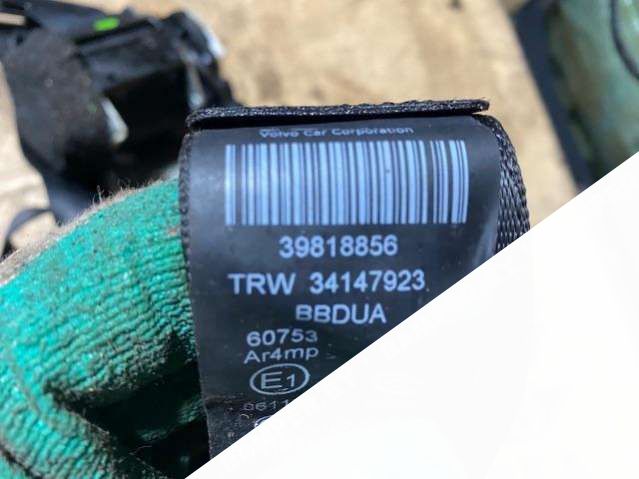 Volvo Car Corporation
39818856
TRW 34147923
BBDUA
60753
Ar4mp
E1